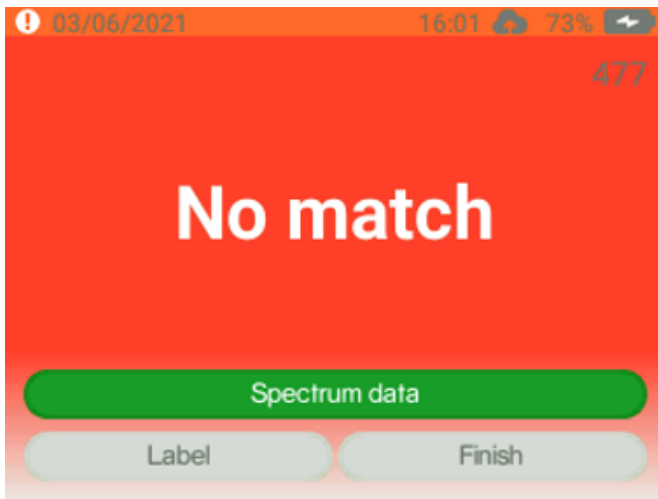 03/06/2021 16:01 73%
477
No match
Spectrum data
Label Finish